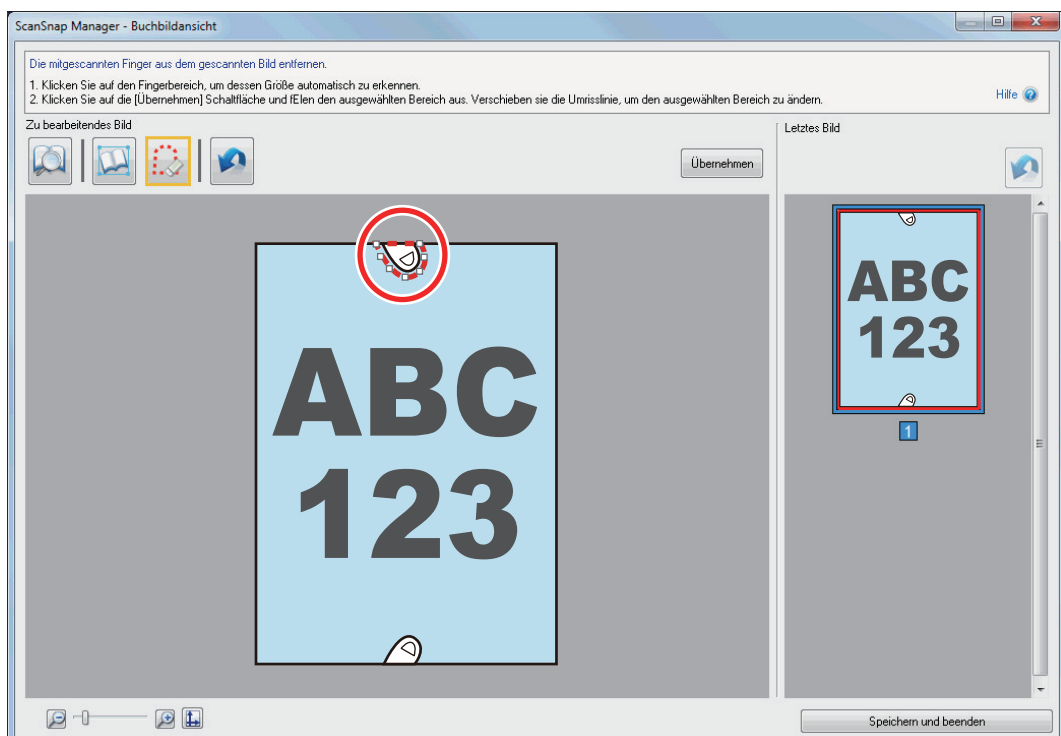 ScanSnap Manager - Buchbildansicht
Die mitgescannten Finger aus dem gescannten Bild entfernen.
1. Klicken Sie auf den Fingerbereich, um dessen Größe automatisch zu erkennen.
2. Klicken Sie auf die [Übernehmen] Schaltfläche und fElen den ausgewählten Bereich aus. Verschieben sie die Umrisslinie, um den ausgewählten Bereich zu ändern.
Hilfe
Zu bearbeitendes Bild
Übernehmen
ABC
123
Letztes Bild
ABC
123
1
Speichern und beenden